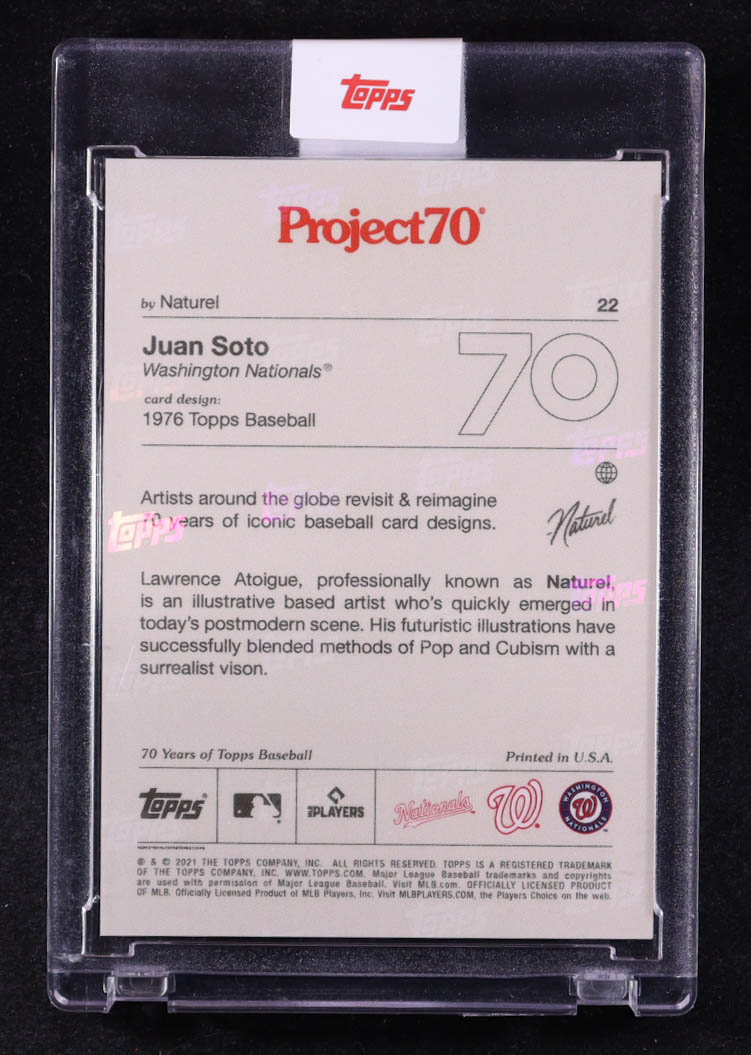 TOPPS
Project70®
by Naturel
22
Juan Soto
Washington Nationals®
card design:
1976 Topps Baseball
70
Artists around the globe revisit & reimagine
70 years of iconic baseball card designs.
Naturel
Lawrence Atoigue, professionally known as Naturel,
is an illustrative based artist who's quickly emerged in
today's postmodern scene. His futuristic illustrations have
successfully blended methods of Pop and Cubism with a
surrealist vison.
70 Years of Topps Baseball
Printed in U.S.A.
TOPPS®
MLB PLAYERS
Nationals
W
WASHINGTON NATIONALS W
® & © 2021 THE TOPPS COMPANY, INC. ALL RIGHTS RESERVED. TOPPS IS A REGISTERED TRADEMARK
OF THE TOPPS COMPANY, INC. WWW.TOPPS.COM. Major League Baseball trademarks and copyrights
are used with permission of Major League Baseball. Visit MLB.com. OFFICIALLY LICENSED PRODUCT
OF MLB. Officially Licensed Product of MLB Players, Inc. Visit MLBPLAYERS.COM, the Players Choice on the web.